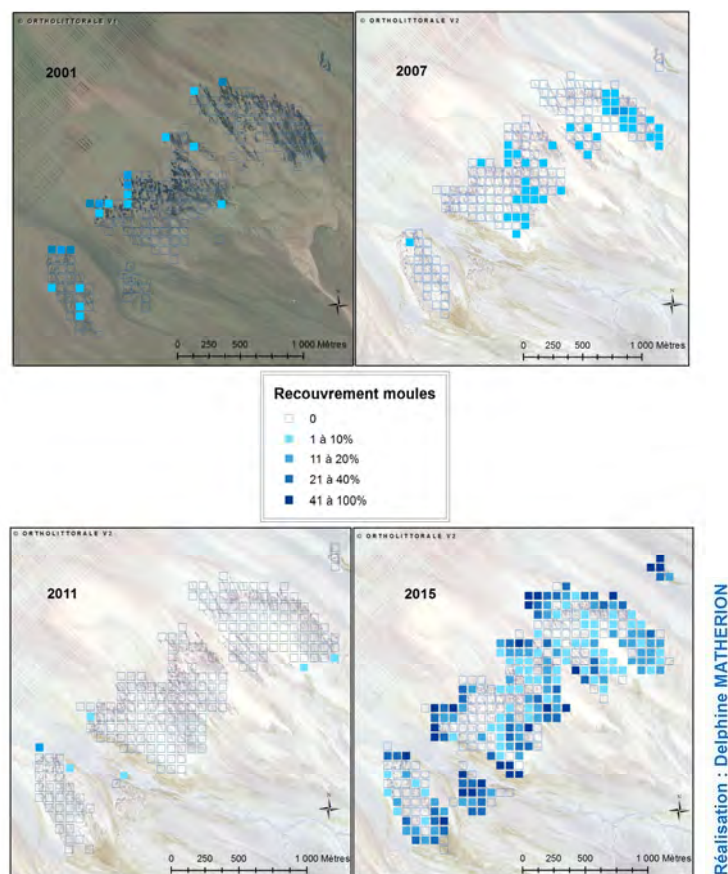 © ORTHOLITTORALE V1
2001
0 250 500 1 000 Mètres
© ORTHOLITTORALE V2
2007
0 250 500 1 000 Mètres
Recouvrement moules
0
1 à 10%
11 à 20%
21 à 40%
41 à 100%
© ORTHOLITTORALE V2
2011
0 250 500 1 000 Mètres
© ORTHOLITTORALE V2
2015
0 250 500 1 000 Mètres
Réalisation : Delphine MATHERION